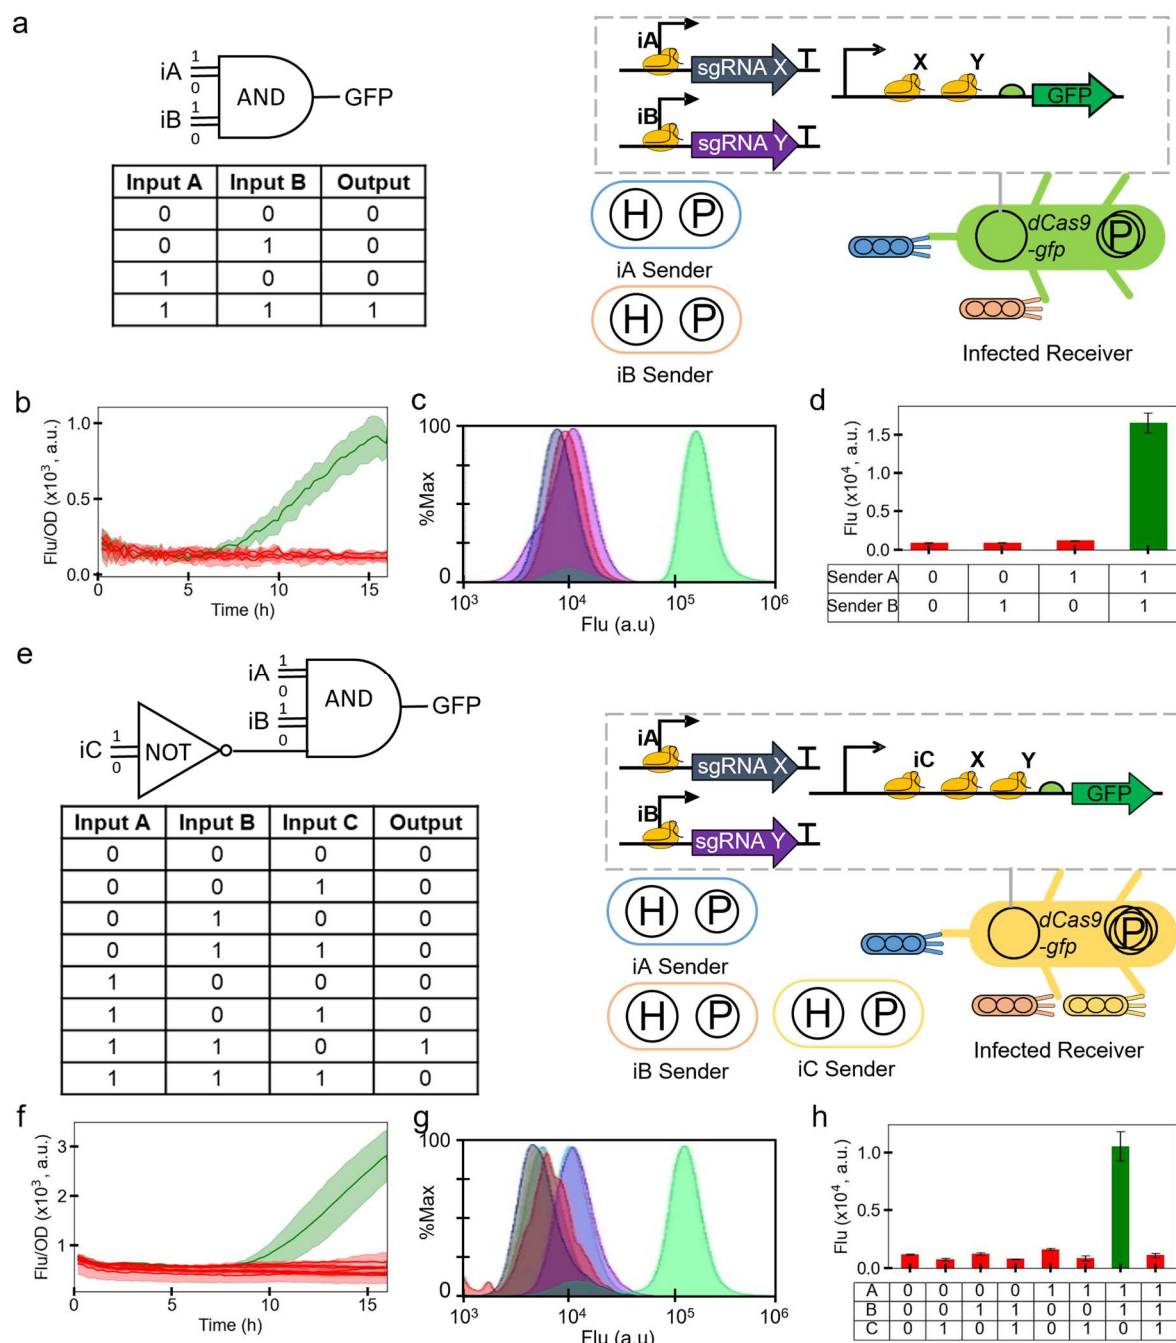 a
iA
1
0
iB
1
0
AND
GFP
Input A Input B Output
0 0 0
0 1 0
1 0 0
1 1 1
iA
sgRNA X
iB
sgRNA Y
X Y
GFP
H P
iA Sender
H P
iB Sender
dCas9
-gfp
P
Infected Receiver
b
Flu/OD (x10³, a.u.)
1.0
0.5
0.0
0 5 10 15
Time (h)
c
%Max
100
0
10³ 10⁴ 10⁵ 10⁶
Flu (a.u)
d
Flu (x10⁴, a.u.)
1.5
1.0
0.5
0.0
Sender A 0 0 1 1
Sender B 0 1 0 1
e
iA
1
0
iB
1
0
AND
GFP
iC
1
0
NOT
Input A Input B Input C Output
0 0 0 0
0 0 1 0
0 1 0 0
0 1 1 0
1 0 0 0
1 0 1 0
1 1 0 1
1 1 1 0
iA
sgRNA X
iB
sgRNA Y
iC X Y
GFP
H P
iA Sender
H P
iB Sender
H P
iC Sender
dCas9
-gfp
P
Infected Receiver
f
Flu/OD (x10³, a.u.)
3
2
1
0 5 10 15
Time (h)
g
%Max
100
0
10³ 10⁴ 10⁵ 10⁶
Flu (a.u)
h
Flu (x10⁴, a.u.)
1.0
0.5
0.0
A 0 0 0 0 1 1 1 1
B 0 0 1 1 0 0 1 1
C 0 1 0 1 0 1 0 1